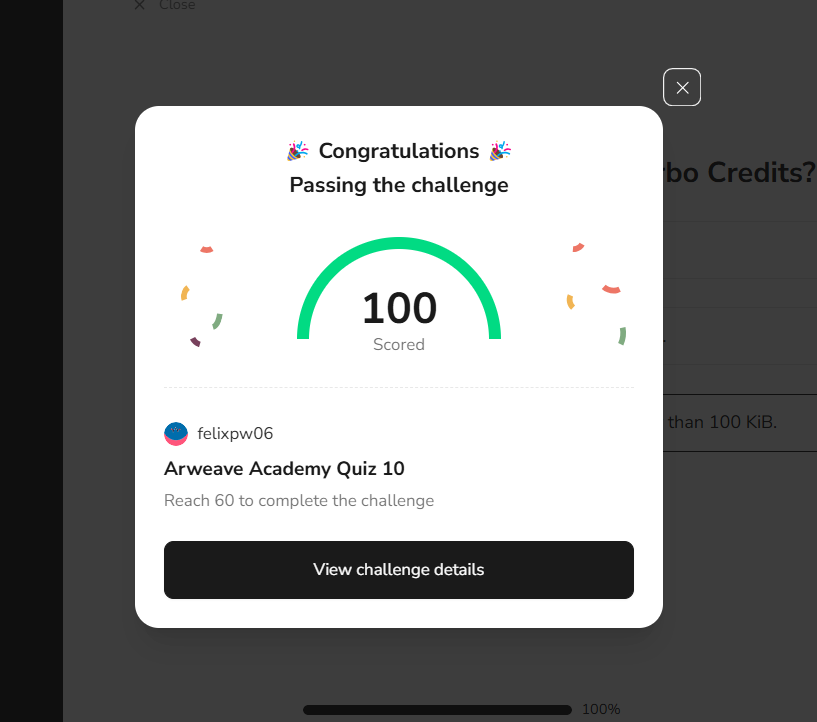 Close
Congratulations
Passing the challenge
rbo Credits?
100
Scored
than 100 KiB.
felixpw06
Arweave Academy Quiz 10
Reach 60 to complete the challenge
View challenge details
100%